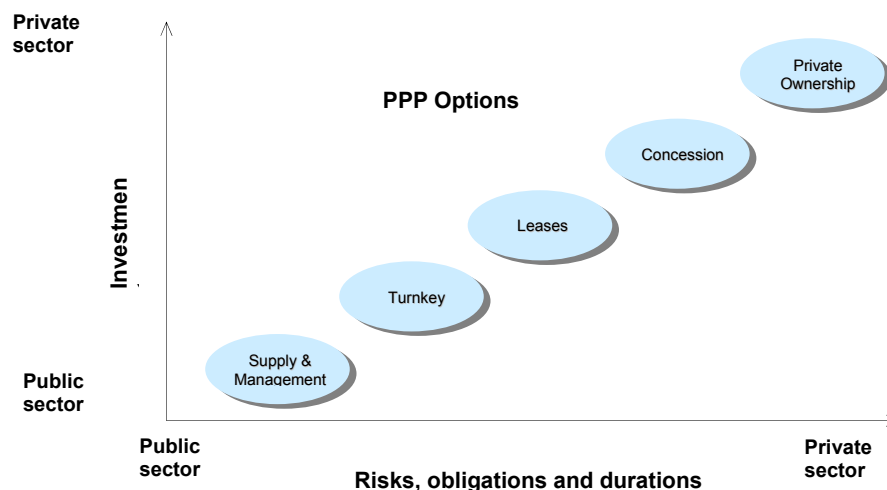 Private
sector
PPP Options
Private
Ownership
Concession
Leases
Turnkey
Supply &
Management
Investmen
Public
sector
Public
sector
Private
sector
Risks, obligations and durations